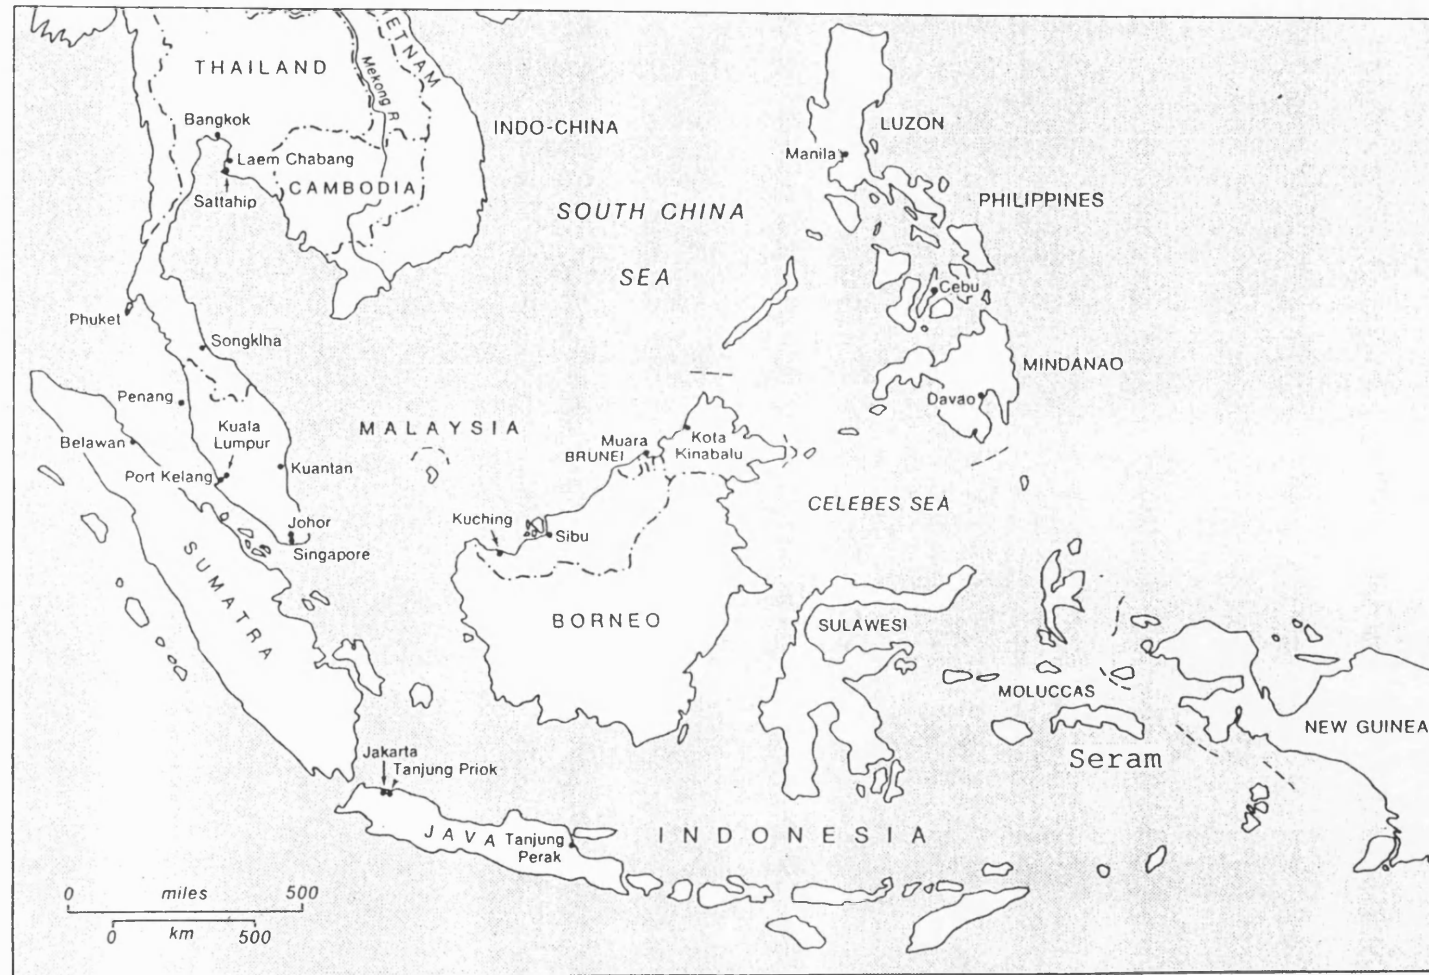 THAILAND
VIETNAM
Mekong R.
Bangkok
INDO-CHINA
LUZON
Laem Chabang
Manila
CAMBODIA
Sattahip
SOUTH CHINA
SEA
PHILIPPINES
Cebu
Phuket
Songklha
MINDANAO
Penang
Davao
Kuala
Lumpur
MALAYSIA
Belawan
Muara
BRUNEI
Kota
Kinabalu
Port Kelang
Kuantan
CELEBES SEA
Kuching
Johor
Sibu
Singapore
SUMATRA
BORNEO
SULAWESI
MOLUCCAS
NEW GUINEA
Seram
Jakarta
Tanjung Priok
JAVA
Tanjung
Perak
INDONESIA
0 miles 500
0 km 500